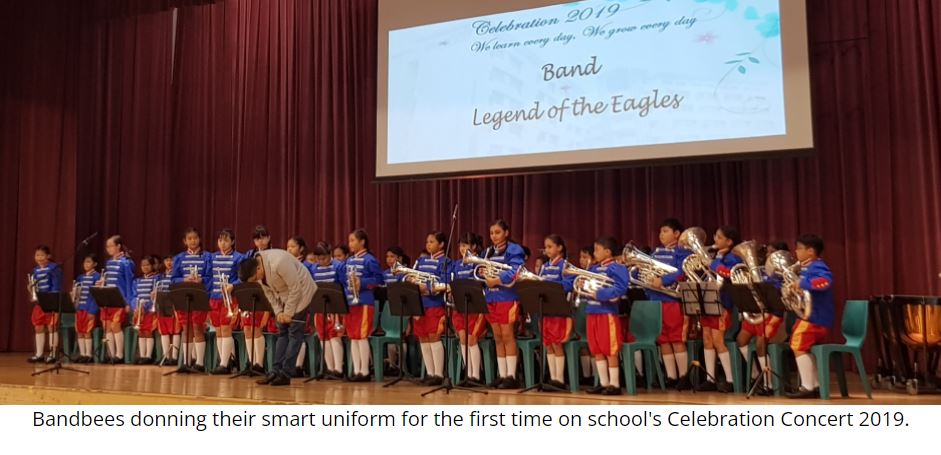 Celebration 2019
We learn every day, We grow every day
Band
Legend of the Eagles
Bandbees donning their smart uniform for the first time on school's Celebration Concert 2019.